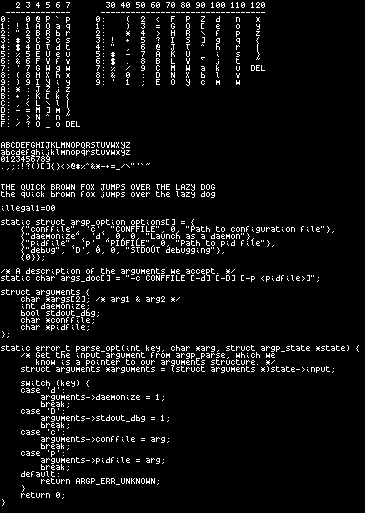 2 3 4 5 6 7   30 40 50 60 70 80 90 100 110 120
0:   0 @ P ` p   0:    (  2  <  F  P  Z  d   n   x
1: ! 1 A Q a q   1:    )  3  =  G  Q  [  e   o   y
2: " 2 B R b r   2:    *  4  >  H  R  \  f   p   z
3: # 3 C S c s   3: !  +  5  ?  I  S  ]  g   q   {
4: $ 4 D T d t   4: "  ,  6  @  J  T  ^  h   r   |
5: % 5 E U e u   5: #  -  7  A  K  U  _  i   s   }
6: & 6 F V f v   6: $  .  8  B  L  V  `  j   t   ~
7: ' 7 G W g w   7: %  /  9  C  M  W  a  k   u  DEL
8: ( 8 H X h x   8: &  0  :  D  N  X  b  l   v
9: ) 9 I Y i y   9: '  1  ;  E  O  Y  c  m   w
A: * : J Z j z
B: + ; K [ k {
C: , < L \ l |
D: - = M ] m }
E: . > N ^ n ~
F: / ? O _ o DEL
ABCDEFGHIJKLMNOPQRSTUVWXYZ
abcdefghijklmnopqrstuvwxyz
0123456789
.,;:!?()[]{}<>@$%^&*-+=_/\"'`~
THE QUICK BROWN FOX JUMPS OVER THE LAZY DOG
the quick brown fox jumps over the lazy dog
illegal1=O0
static struct argp_option options[] = {
    {"conffile", 'c', "CONFFILE", 0, "Path to configuration file"},
    {"daemonize", 'd', 0, 0, "Launch as a daemon"},
    {"pidfile", 'p', "PIDFILE", 0, "Path to pid file"},
    {"debug", 'D', 0, 0, "STDOUT debugging"},
    {0}};
/* A description of the arguments we accept. */
static char args_doc[] = "-c CONFFILE [-d] [-D] [-p <pidfile>]";
struct arguments {
    char *args[2]; /* arg1 & arg2 */
    int daemonize;
    bool stdout_dbg;
    char *conffile;
    char *pidfile;
};
static error_t parse_opt(int key, char *arg, struct argp_state *state) {
    /* Get the input argument from argp_parse, which we
       know is a pointer to our arguments structure. */
    struct arguments *arguments = (struct arguments *)state->input;
    switch (key) {
    case 'd':
        arguments->daemonize = 1;
        break;
    case 'D':
        arguments->stdout_dbg = 1;
        break;
    case 'c':
        arguments->conffile = arg;
        break;
    case 'p':
        arguments->pidfile = arg;
        break;
    default:
        return ARGP_ERR_UNKNOWN;
    }
    return 0;
}